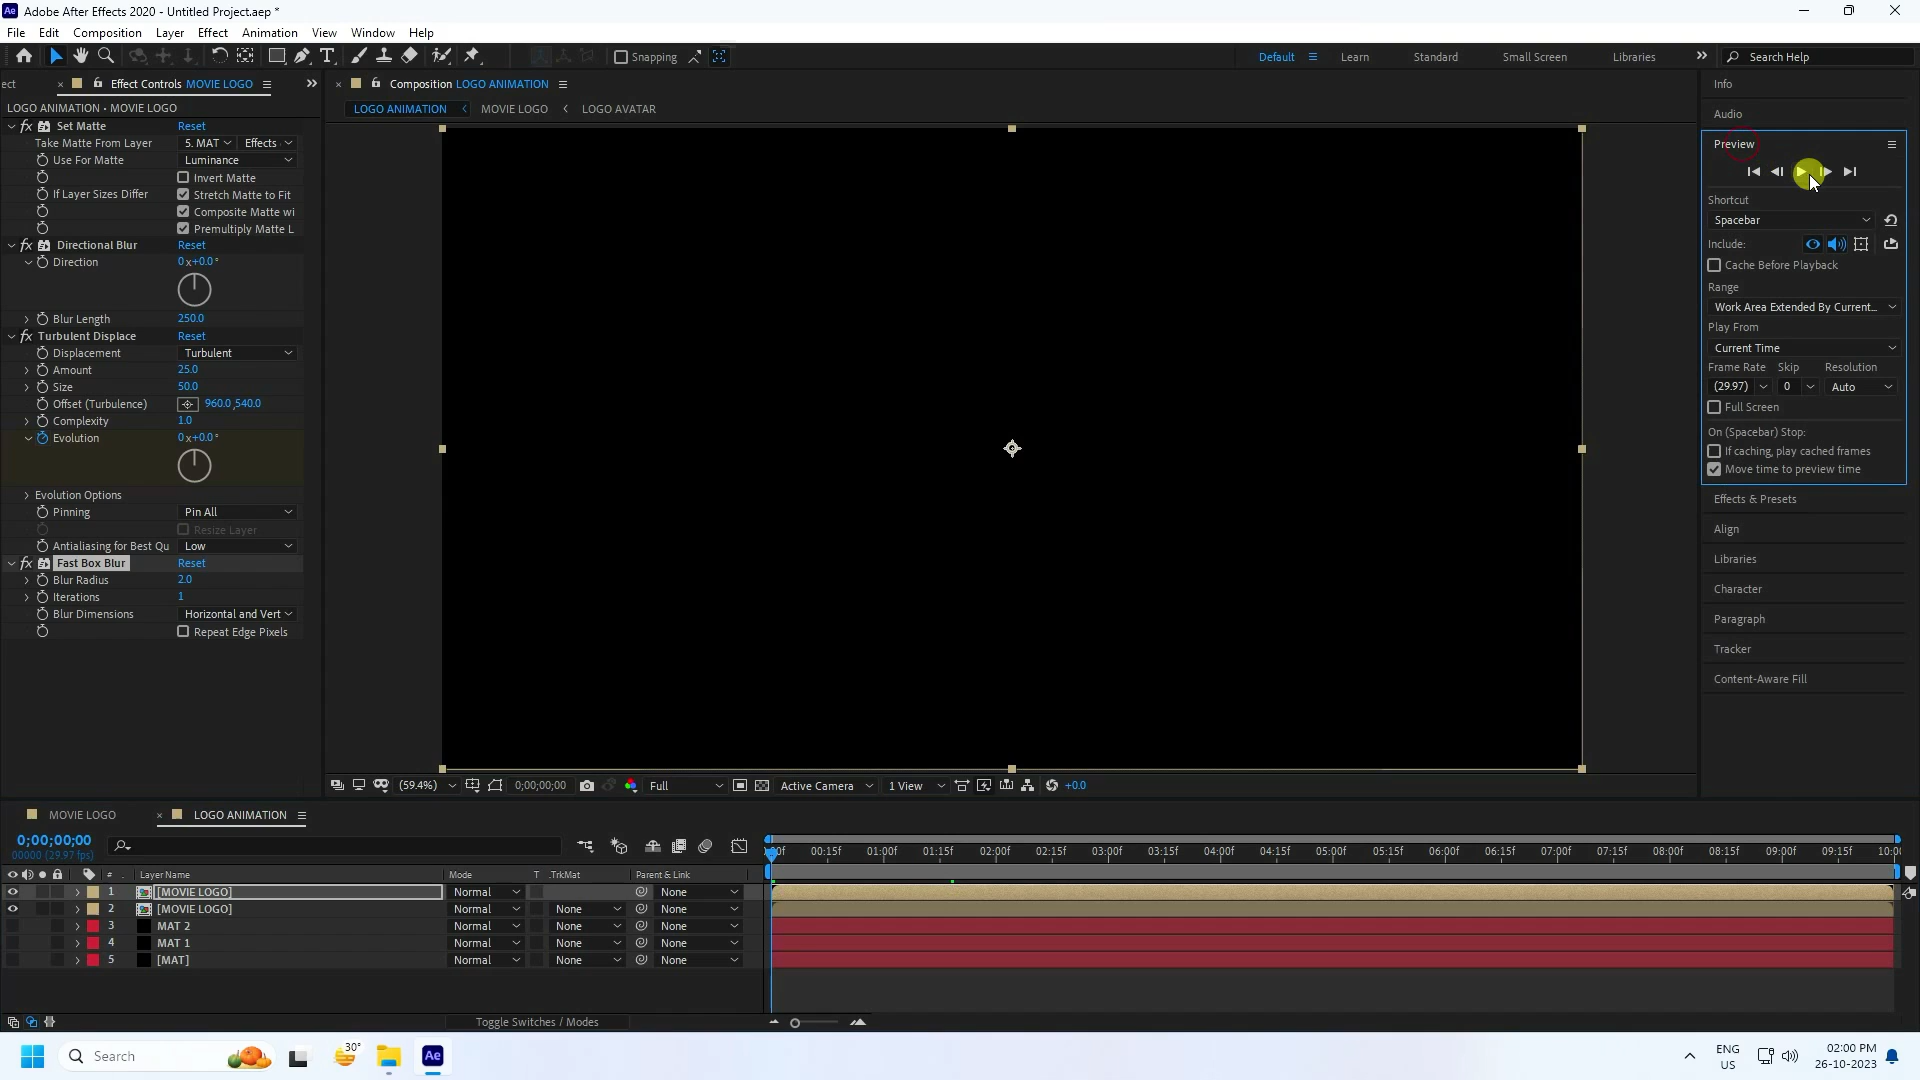 Adobe After Effects 2020 - Untitled Project.aep *
File Edit Composition Layer Effect Animation View Window Help
Snapping Default Learn Standard Small Screen Libraries Search Help
ect Effect Controls MOVIE LOGO
Composition LOGO ANIMATION
LOGO ANIMATION • MOVIE LOGO
LOGO ANIMATION MOVIE LOGO LOGO AVATAR
fx Set Matte Reset
Take Matte From Layer 5. MAT Effects
Use For Matte Luminance
Invert Matte
If Layer Sizes Differ Stretch Matte to Fit
Composite Matte wi
Premultiply Matte L
fx Directional Blur Reset
Direction 0x+0.0°
Blur Length 250.0
fx Turbulent Displace Reset
Displacement Turbulent
Amount 25.0
Size 50.0
Offset (Turbulence) 960.0,540.0
Complexity 1.0
Evolution 0x+0.0°
Evolution Options
Pinning Pin All
Resize Layer
Antialiasing for Best Qu Low
fx Fast Box Blur Reset
Blur Radius 2.0
Iterations 1
Blur Dimensions Horizontal and Vert
Repeat Edge Pixels
Info
Audio
Preview
Shortcut
Spacebar
Include:
Cache Before Playback
Range
Work Area Extended By Current...
Play From
Current Time
Frame Rate Skip Resolution
(29.97) 0 Auto
Full Screen
On (Spacebar) Stop:
If caching, play cached frames
Move time to preview time
Effects & Presets
Align
Libraries
Character
Paragraph
Tracker
Content-Aware Fill
(59.4%) 0;00;00;00 Full Active Camera 1 View +0.0
MOVIE LOGO LOGO ANIMATION
0;00;00;00
00000 (29.97 fps)
00f 00:15f 01:00f 01:15f 02:00f 02:15f 03:00f 03:15f 04:00f 04:15f 05:00f 05:15f 06:00f 06:15f 07:00f 07:15f 08:00f 08:15f 09:00f 09:15f 10:0
# Layer Name Mode T .TrkMat Parent & Link
1 [MOVIE LOGO] Normal None
2 [MOVIE LOGO] Normal None None
3 MAT 2 Normal None None
4 MAT 1 Normal None None
5 [MAT] Normal None None
Toggle Switches / Modes
Search 30° Ae
ENG
US
02:00 PM
26-10-2023